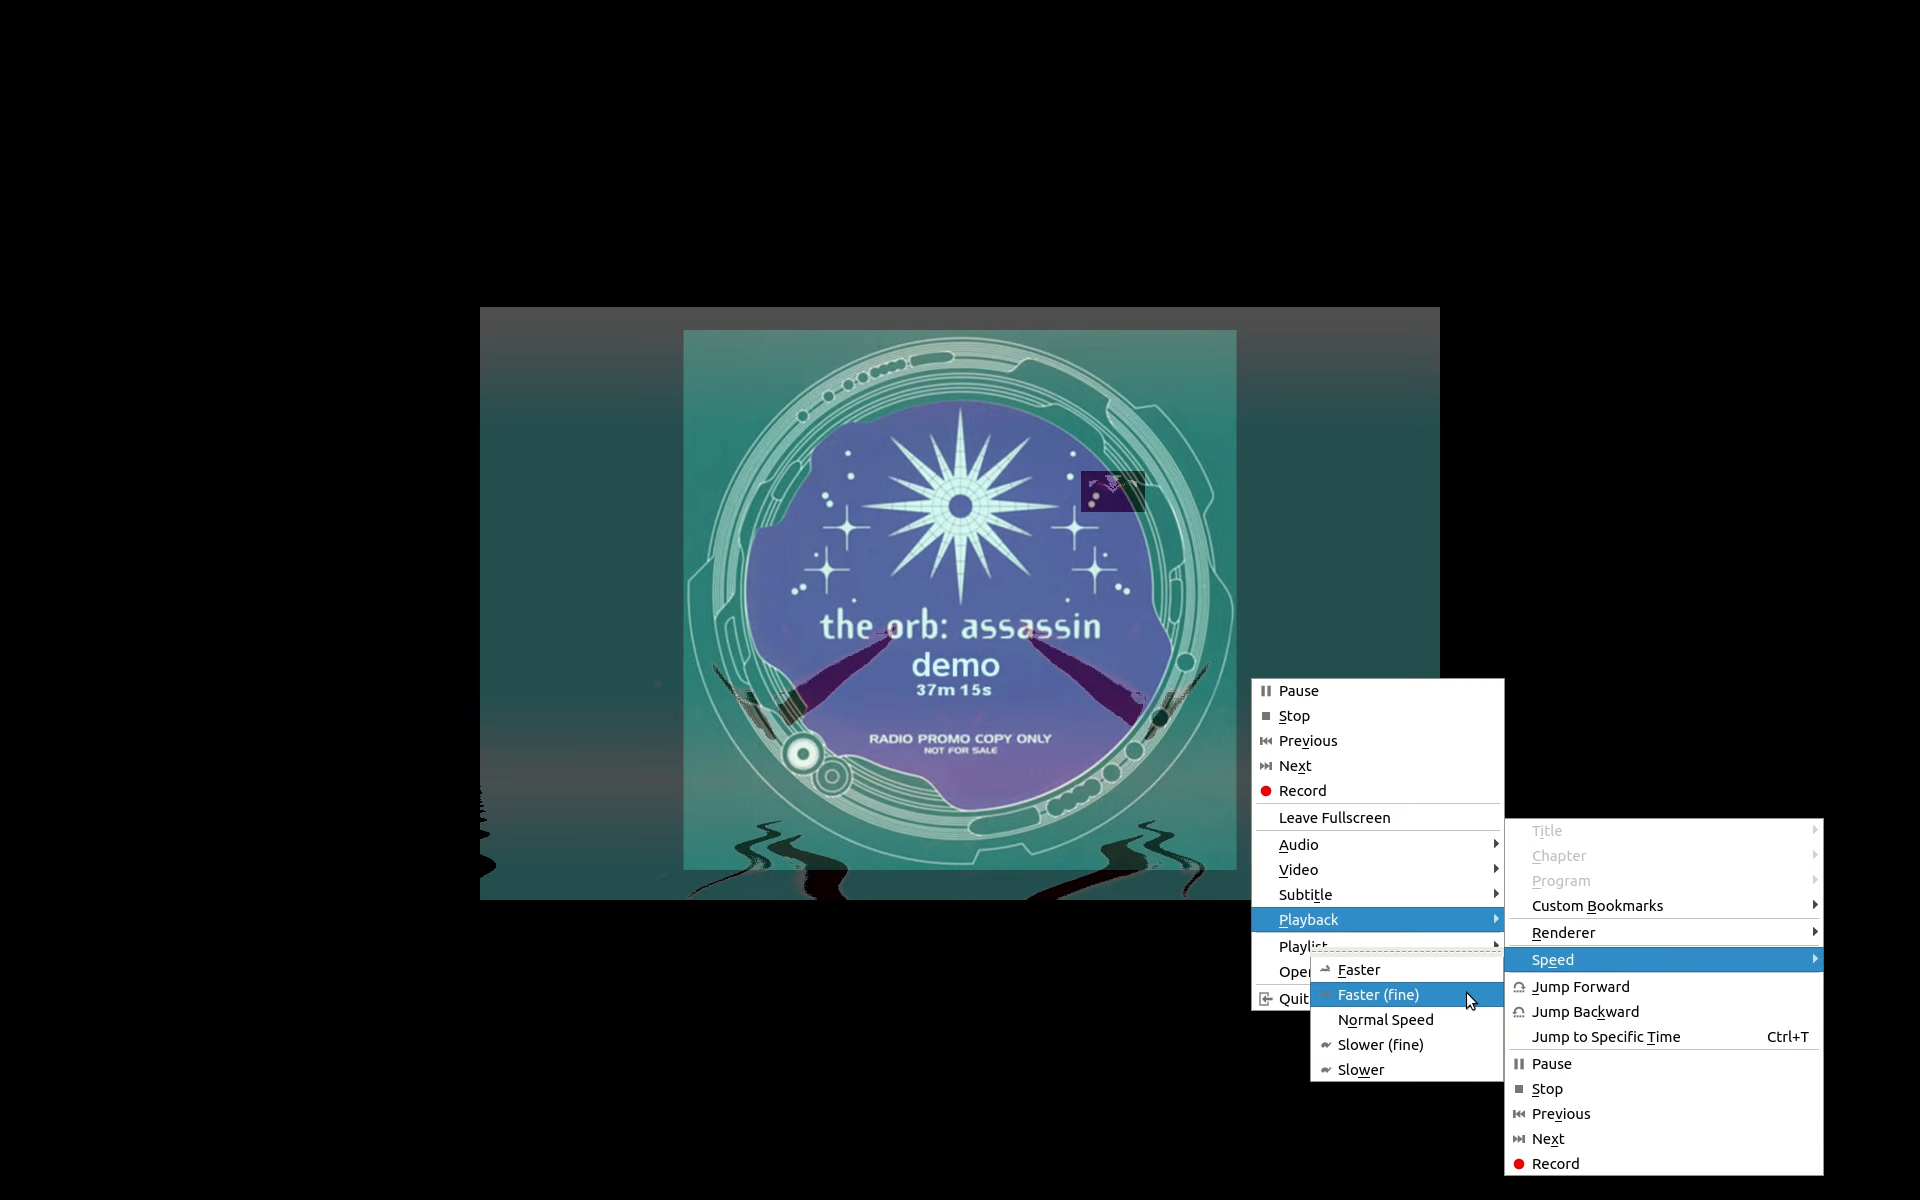 the orb: assassin
demo
37m 15s
RADIO PROMO COPY ONLY
NOT FOR SALE
Pause
Stop
Previous
Next
Record
Leave Fullscreen
Audio
Video
Subtitle
Playback
Playlist
Quit
Faster
Faster (fine)
Normal Speed
Slower (fine)
Slower
Title
Chapter
Program
Custom Bookmarks
Renderer
Speed
Jump Forward
Jump Backward
Jump to Specific Time Ctrl+T
Pause
Stop
Previous
Next
Record